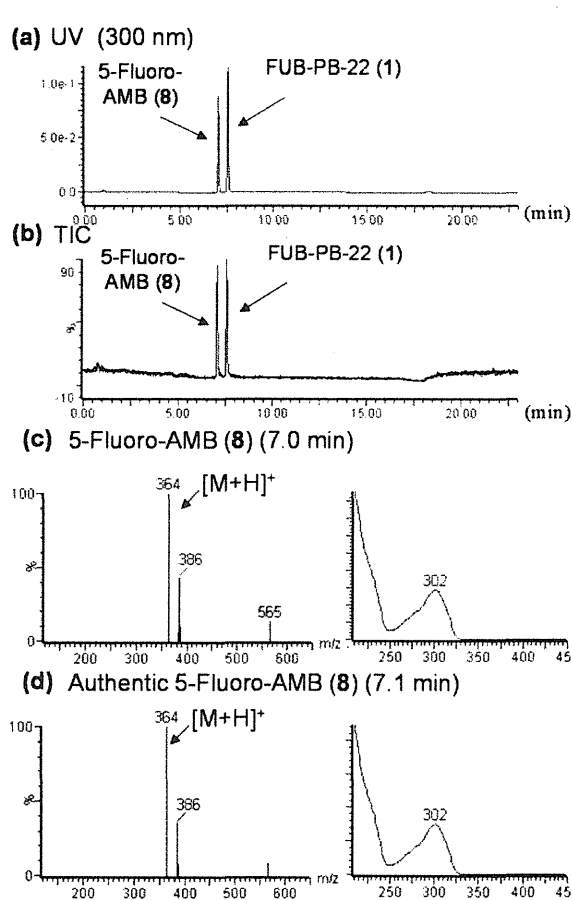 (a) UV (300 nm)
5-Fluoro-
AMB (8)
FUB-PB-22 (1)
1.0e-1
5.0e-2
0.0
0.00 5.00 10.00 15.00 20.00 (min)
(b) TIC
5-Fluoro-
AMB (8)
FUB-PB-22 (1)
90
%
-10
0.00 5.00 10.00 15.00 20.00 (min)
(c) 5-Fluoro-AMB (8) (7.0 min)
100
364
[M+H]+
386
565
%
0
200 300 400 500 600 m/z
302
250 300 350 400 45
(d) Authentic 5-Fluoro-AMB (8) (7.1 min)
100
364
[M+H]+
386
%
0
200 300 400 500 600 m/z
302
250 300 350 400 45